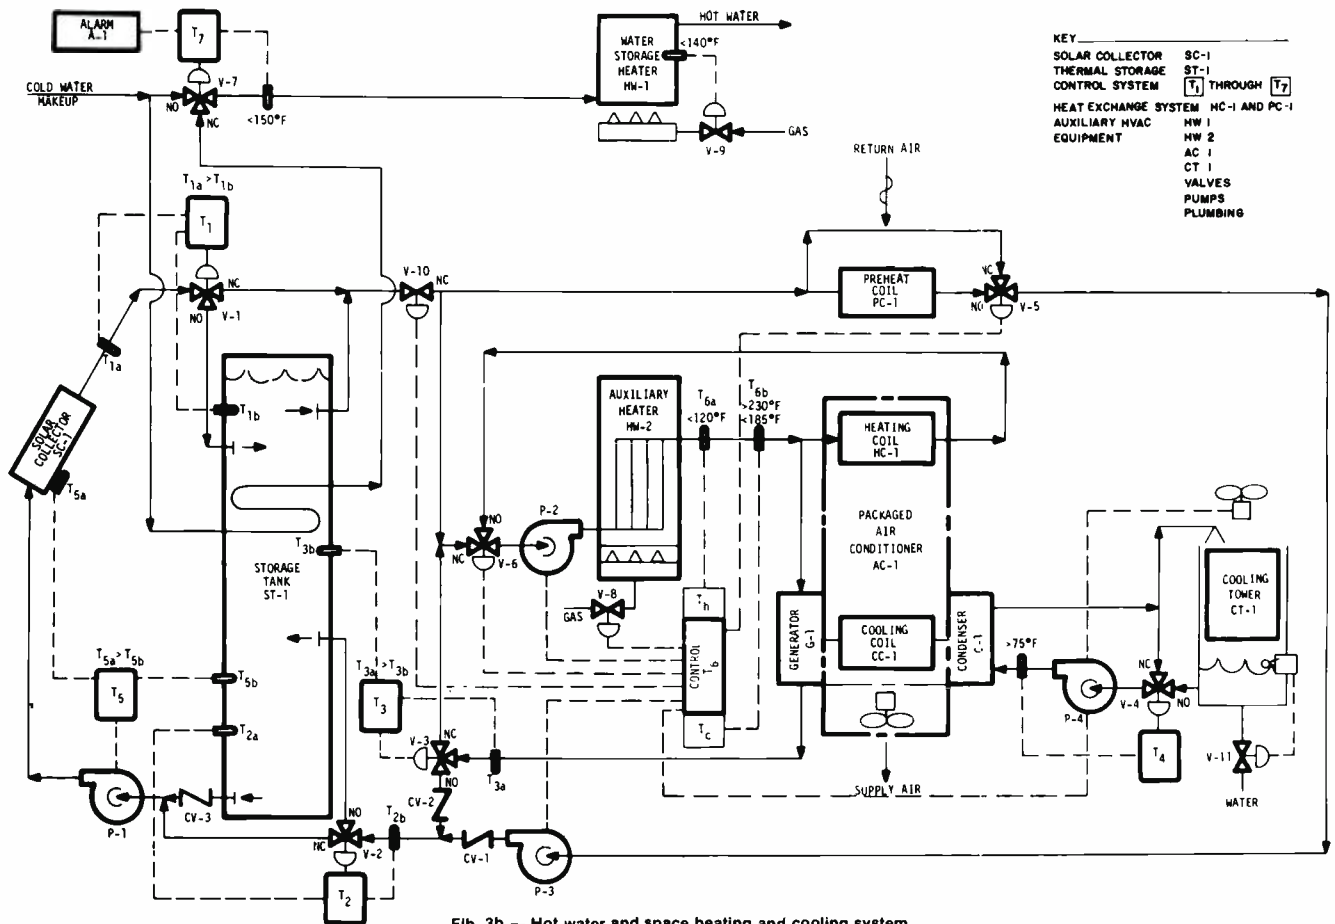 ALARM
A-1
T7
HOT WATER
WATER
STORAGE
HEATER
HW-1
<140°F
V-7
COLD WATER
MAKEUP
NO
NC
<150°F
GAS
V-9
KEY
SOLAR COLLECTOR SC-1
THERMAL STORAGE ST-1
CONTROL SYSTEM T1 THROUGH T7
HEAT EXCHANGE SYSTEM HC-1 AND PC-1
AUXILIARY HVAC HW 1
EQUIPMENT HW 2
AC 1
CT 1
VALVES
PUMPS
PLUMBING
RETURN AIR
T1a>T1b
T1
NC
V-1
NO
V-10
NC
PREHEAT
COIL
PC-1
NC
NO
V-5
T1a
T1b
SOLAR
COLLECTOR
SC-1
T5a
AUXILIARY
HEATER
HW-2
T6a
<120°F
T6b
>230°F
<185°F
HEATING
COIL
HC-1
P-2
NO
NC
V-6
T3b
STORAGE
TANK
ST-1
PACKAGED
AIR
CONDITIONER
AC-1
COOLING
TOWER
CT-1
V-8
GAS
Th
CONTROL
T6
Tc
GENERATOR
G-1
COOLING
COIL
CC-1
CONDENSER
C-1
>75°F
P-4
NC
V-4
NO
T4
V-11
WATER
T5a>T5b
T5
T5b
T2a
T3a>T3b
T3
V-3
NC
NO
T3a
SUPPLY AIR
P-1
CV-3
NO
NC
V-2
T2b
T2
CV-2
CV-1
P-3
Fib. 3b – Hot water and space heating and cooling system